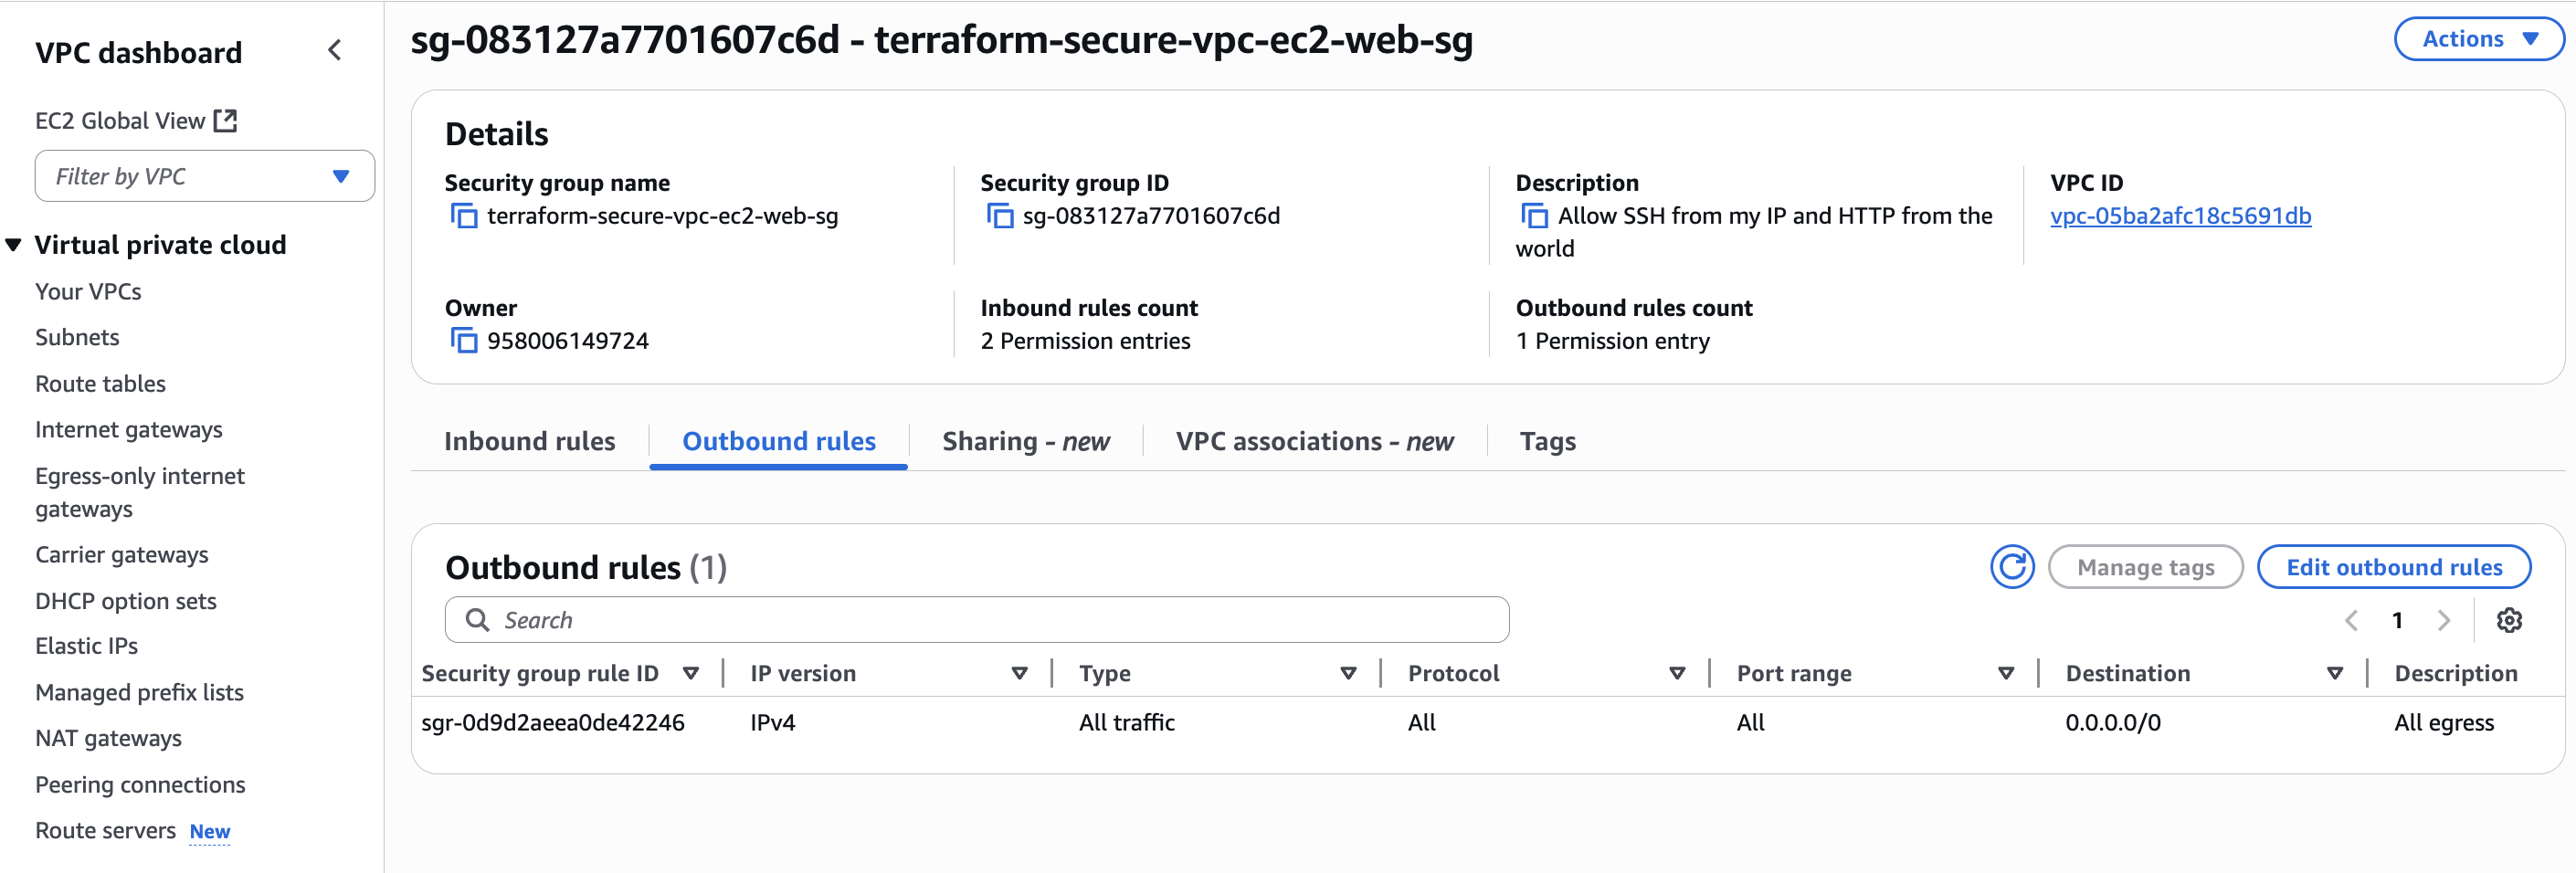 VPC dashboard
EC2 Global View
Filter by VPC
Virtual private cloud
Your VPCs
Subnets
Route tables
Internet gateways
Egress-only internet
gateways
Carrier gateways
DHCP option sets
Elastic IPs
Managed prefix lists
NAT gateways
Peering connections
Route servers New
sg-083127a7701607c6d - terraform-secure-vpc-ec2-web-sg
Actions
Details
Security group name
terraform-secure-vpc-ec2-web-sg
Security group ID
sg-083127a7701607c6d
Description
Allow SSH from my IP and HTTP from the
world
VPC ID
vpc-05ba2afc18c5691db
Owner
958006149724
Inbound rules count
2 Permission entries
Outbound rules count
1 Permission entry
Inbound rules
Outbound rules
Sharing - new
VPC associations - new
Tags
Outbound rules (1)
Manage tags
Edit outbound rules
Search
1
Security group rule ID
IP version
Type
Protocol
Port range
Destination
Description
sgr-0d9d2aeea0de42246
IPv4
All traffic
All
All
0.0.0.0/0
All egress